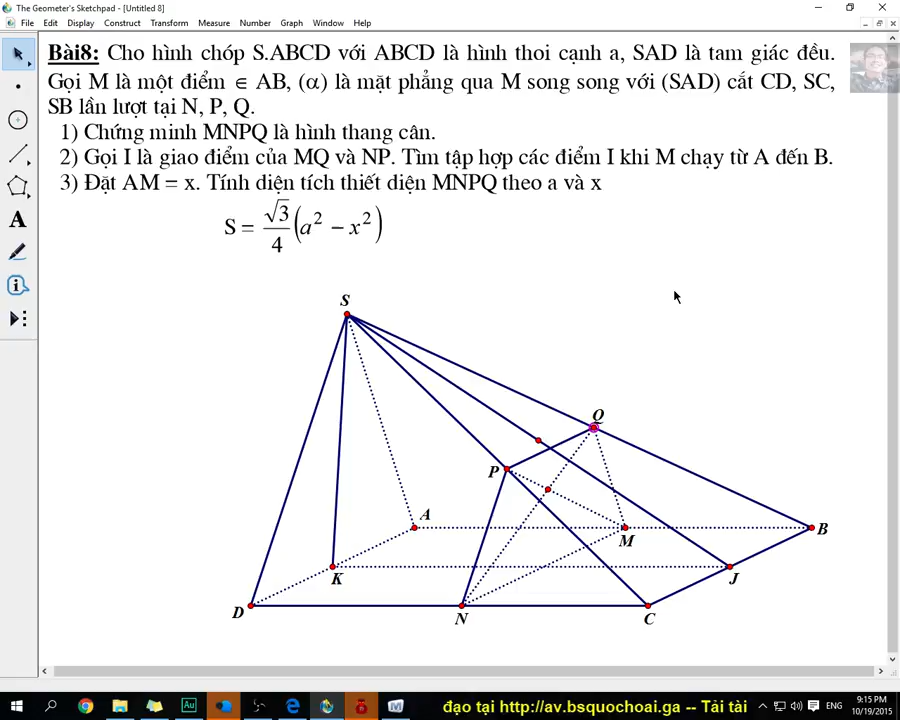 The Geometer's Sketchpad - [Untitled 8]
File Edit Display Construct Transform Measure Number Graph Window Help
Bài8: Cho hình chóp S.ABCD với ABCD là hình thoi cạnh a, SAD là tam giác đều.
Gọi M là một điểm ∈ AB, (α) là mặt phẳng qua M song song với (SAD) cắt CD, SC,
SB lần lượt tại N, P, Q.
1) Chứng minh MNPQ là hình thang cân.
2) Gọi I là giao điểm của MQ và NP. Tìm tập hợp các điểm I khi M chạy từ A đến B.
3) Đặt AM = x. Tính diện tích thiết diện MNPQ theo a và x
S = √3/4 (a² − x²)
A
S
Q
P
A
M
B
K
J
D
N
C
Au
đạo tại http://av.bsquochoai.ga -- Tải tài
ENG
9:15 PM
10/19/2015